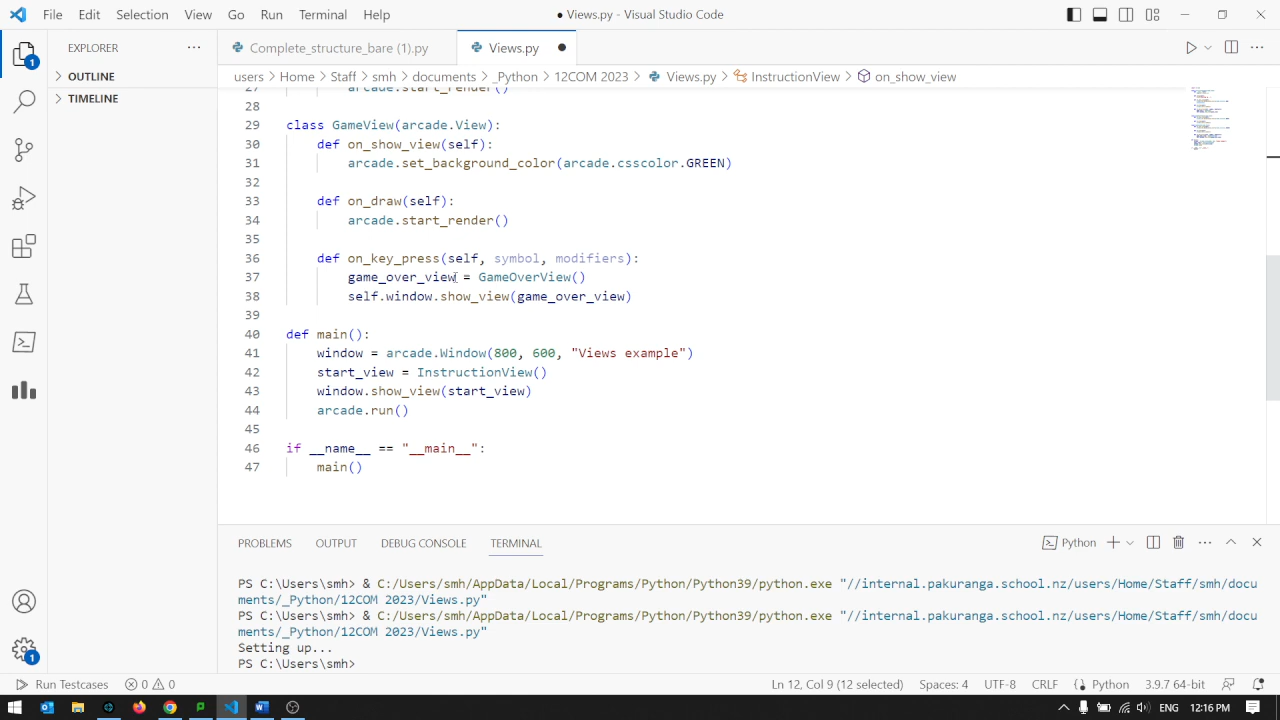 File Edit Selection View Go Run Terminal Help
● Views.py - Visual Studio Code
EXPLORER ···
Complete_structure_bare (1).py
Views.py ●
OUTLINE
TIMELINE
users > Home > Staff > smh > documents > _Python > 12COM 2023 > Views.py > InstructionView > on_show_view
27 arcade.start_render()
28
29 class GameView(arcade.View):
30 def on_show_view(self):
31 arcade.set_background_color(arcade.csscolor.GREEN)
32
33 def on_draw(self):
34 arcade.start_render()
35
36 def on_key_press(self, symbol, modifiers):
37 game_over_view = GameOverView()
38 self.window.show_view(game_over_view)
39
40 def main():
41 window = arcade.Window(800, 600, "Views example")
42 start_view = InstructionView()
43 window.show_view(start_view)
44 arcade.run()
45
46 if __name__ == "__main__":
47 main()
PROBLEMS OUTPUT DEBUG CONSOLE TERMINAL
Python
PS C:\Users\smh> & C:/Users/smh/AppData/Local/Programs/Python/Python39/python.exe "//internal.pakuranga.school.nz/users/Home/Staff/smh/docu
ments/_Python/12COM 2023/Views.py"
PS C:\Users\smh> & C:/Users/smh/AppData/Local/Programs/Python/Python39/python.exe "//internal.pakuranga.school.nz/users/Home/Staff/smh/docu
ments/_Python/12COM 2023/Views.py"
Setting up...
PS C:\Users\smh>
1
1
Run Testcases 0 0 Ln 12, Col 9 (12 selected) Spaces: 4 UTF-8 CRLF Python 3.9.7 64-bit
ENG 12:16 PM